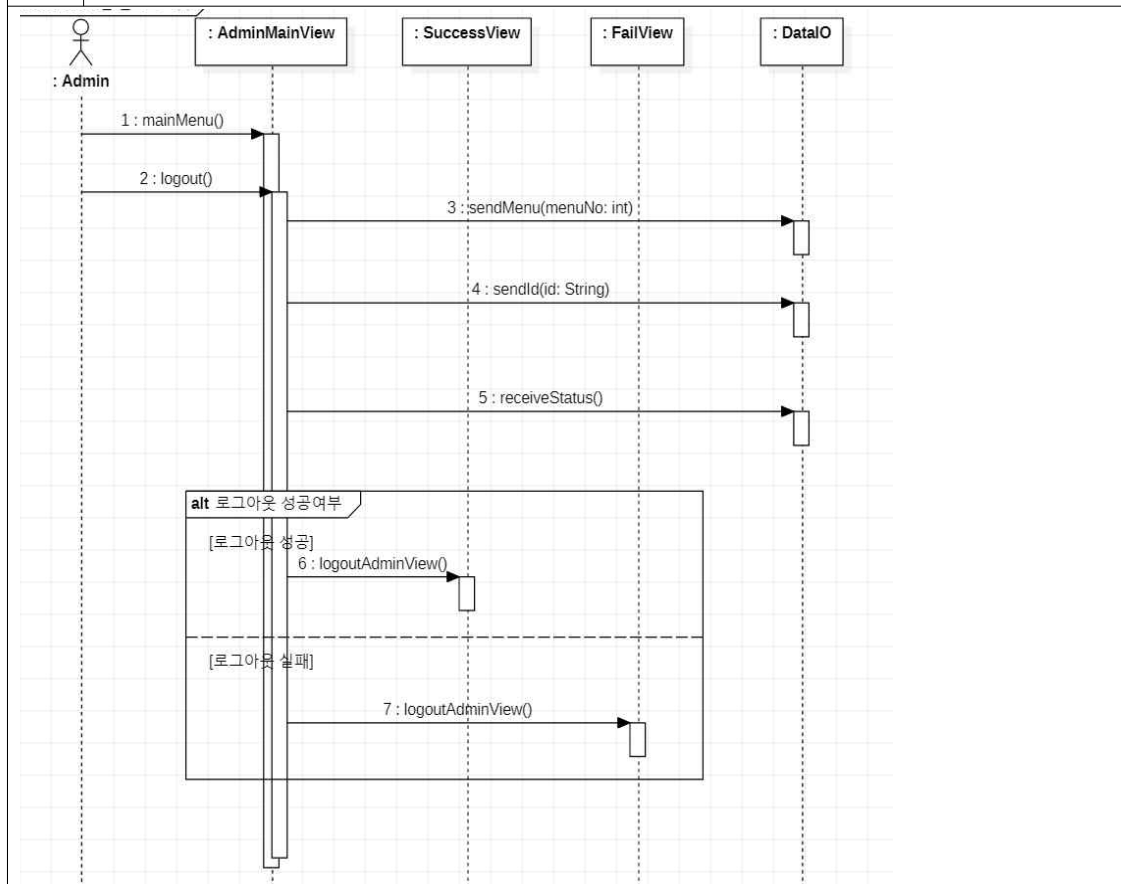 : Admin
: AdminMainView
: SuccessView
: FailView
: DataIO
1 : mainMenu()
2 : logout()
3 : sendMenu(menuNo: int)
4 : sendId(id: String)
5 : receiveStatus()
alt 로그아웃 성공여부
[로그아웃 성공]
6 : logoutAdminView()
[로그아웃 실패]
7 : logoutAdminView()